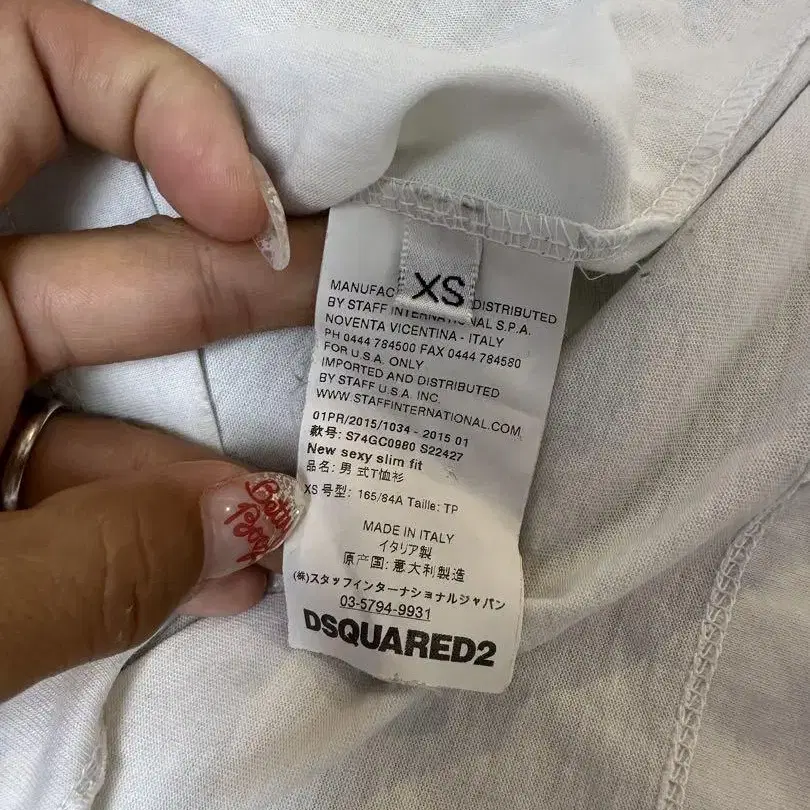 XS
MANUFAC DISTRIBUTED
BY STAFF INTERNATIONAL S.P.A.
NOVENTA VICENTINA - ITALY
PH 0444 784500 FAX 0444 784580
FOR U.S.A. ONLY
IMPORTED AND DISTRIBUTED
BY STAFF U.S.A. INC.
WWW.STAFFINTERNATIONAL.COM
01PR/2015/1034 - 2015 01
款号: S74GC0980 S22427
New sexy slim fit
品名: 男 式T恤衫
XS 号型: 165/84A Taille: TP
MADE IN ITALY
イタリア製
原产国: 意大利製造
(株)スタッフインターナショナルジャパン
03-5794-9931
DSQUARED2
Betty
Boop